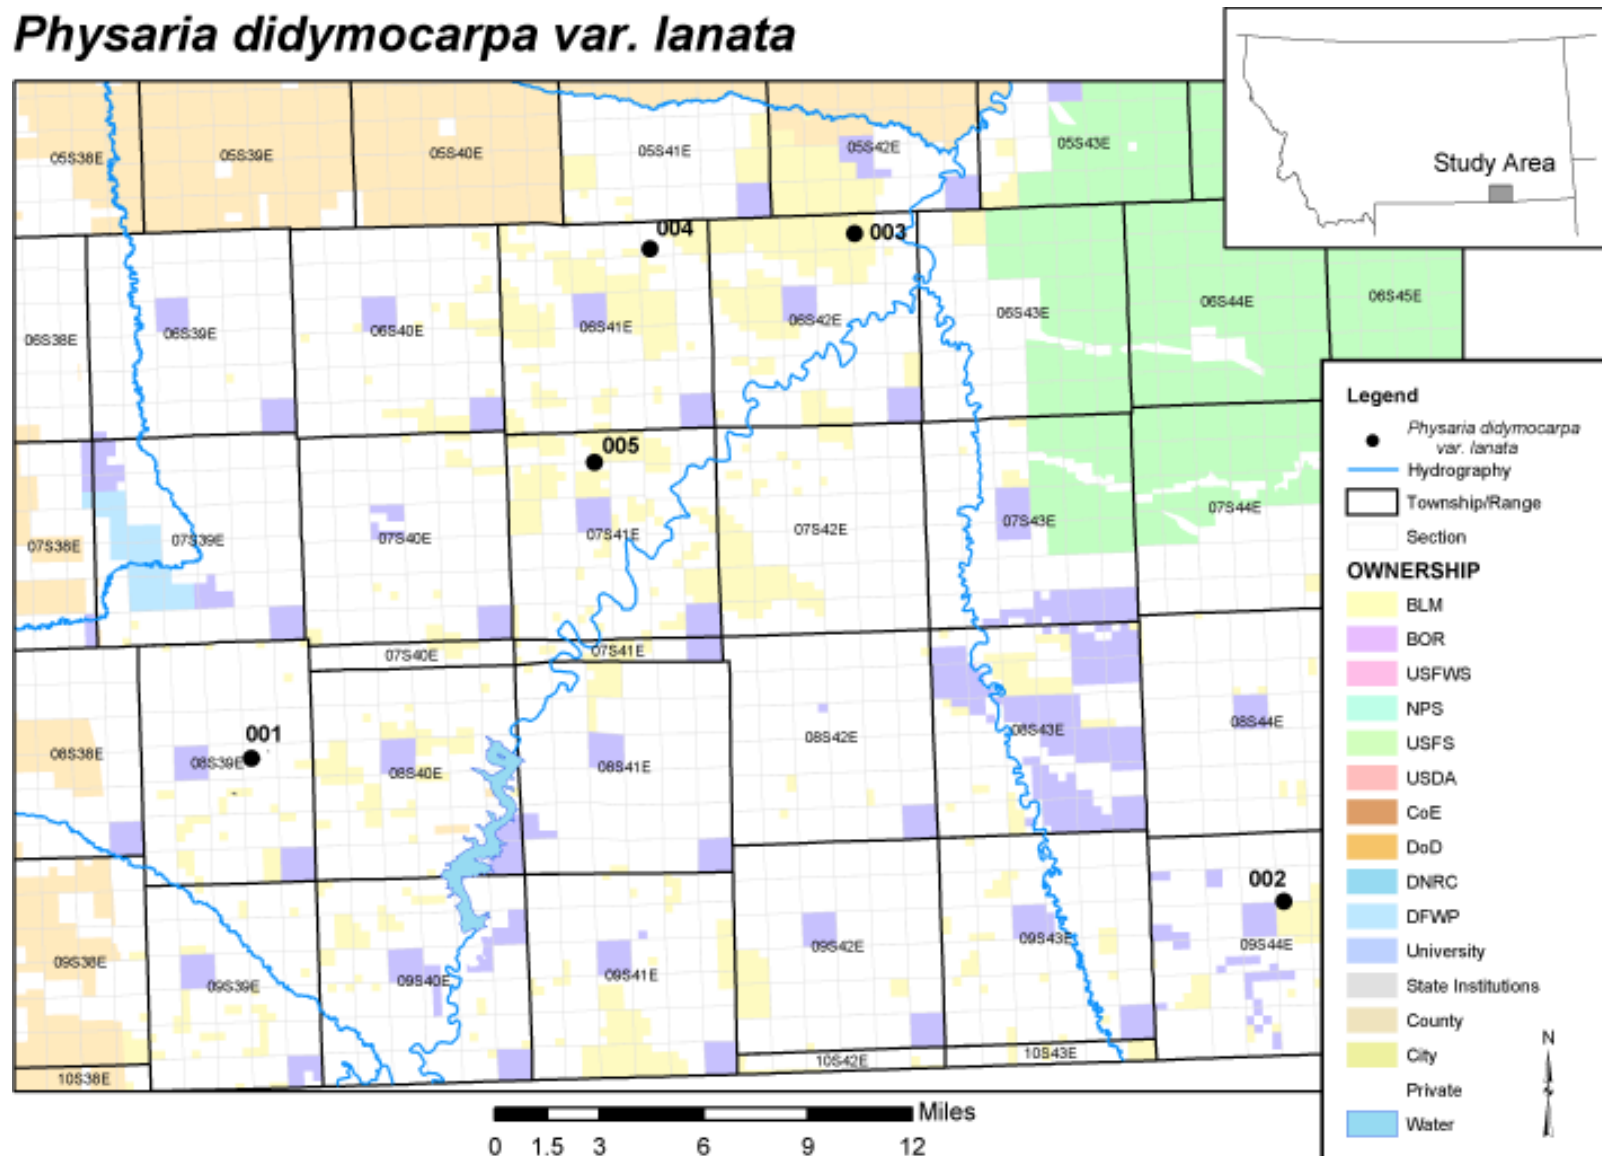 Physaria didymocarpa var. lanata
Study Area
05S38E
05S39E
05S40E
05S41E
05S42E
05S43E
004
003
06S38E
06S39E
06S40E
06S41E
06S42E
06S43E
06S44E
06S45E
005
07S38E
07S39E
07S40E
07S41E
07S42E
07S43E
07S44E
07S40E
07S41E
001
08S38E
08S39E
08S40E
08S41E
08S42E
08S43E
08S44E
002
09S38E
09S39E
09S40E
09S41E
09S42E
09S43E
09S44E
10S38E
10S42E
10S43E
Legend
Physaria didymocarpa
var. lanata
Hydrography
Township/Range
Section
OWNERSHIP
BLM
BOR
USFWS
NPS
USFS
USDA
CoE
DoD
DNRC
DFWP
University
State Institutions
County
City
Private
Water
N
Miles
0 1.5 3 6 9 12